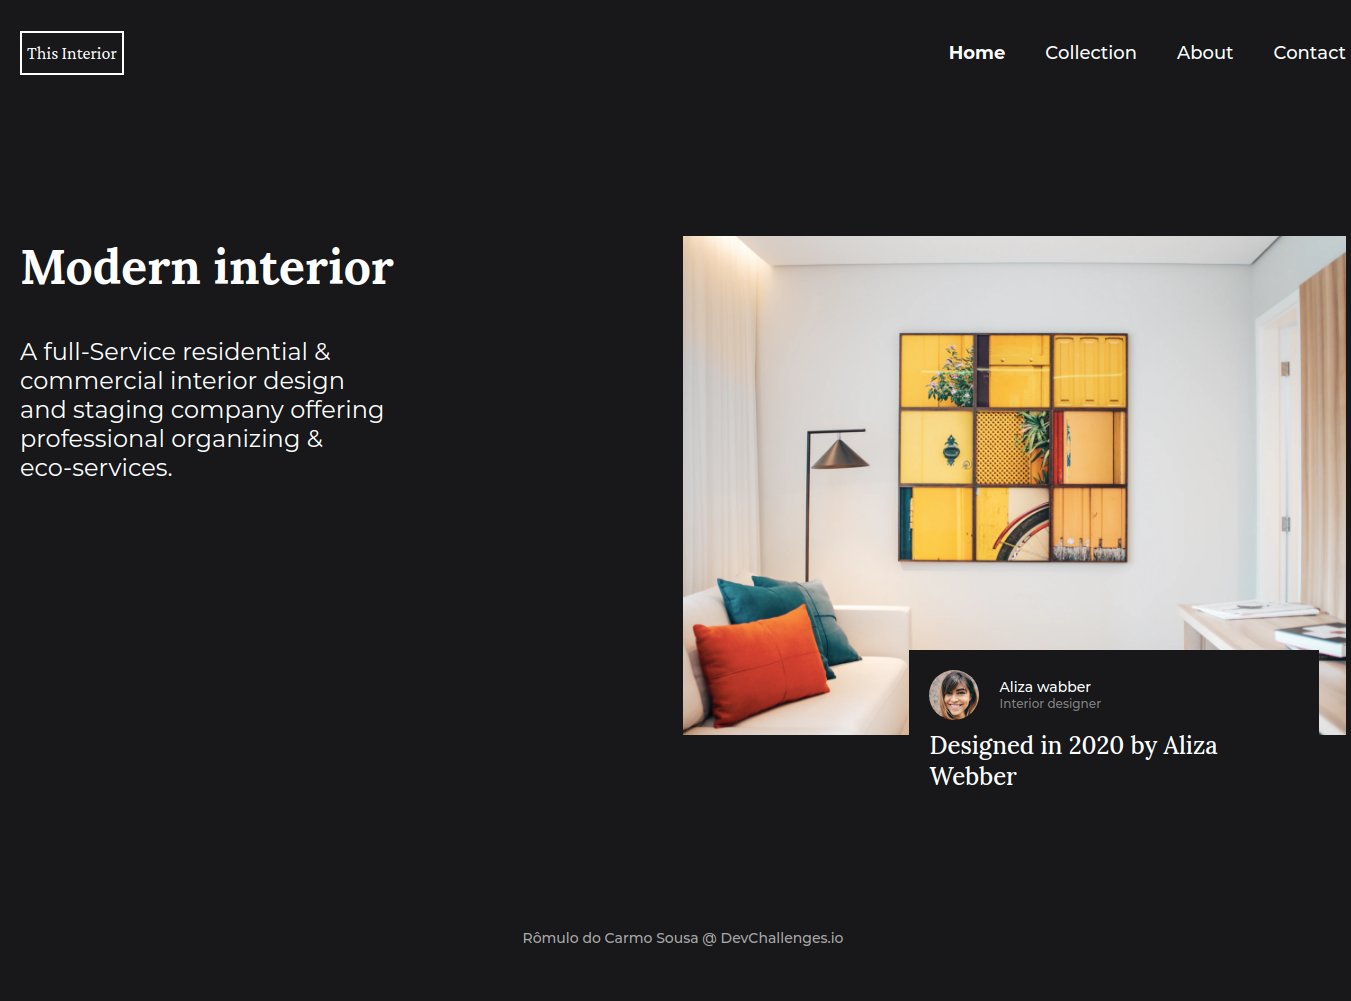 This Interior
Home Collection About Contact
Modern interior
A full-Service residential &
commercial interior design
and staging company offering
professional organizing &
eco-services.
Aliza wabber
Interior designer
Designed in 2020 by Aliza
Webber
Rômulo do Carmo Sousa @ DevChallenges.io